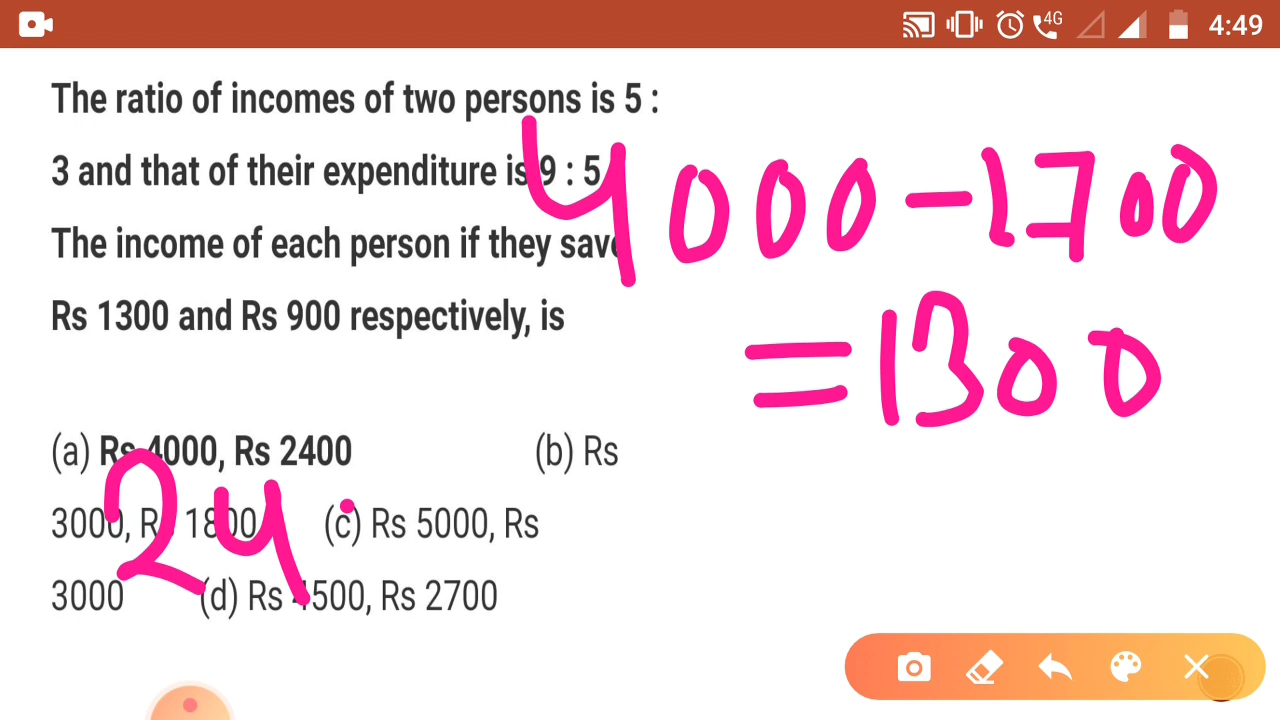 4G 4:49
The ratio of incomes of two persons is 5 :
3 and that of their expenditure is 9 : 5
The income of each person if they save
Rs 1300 and Rs 900 respectively, is
4000-1700
=1300
(a) Rs 4000, Rs 2400 (b) Rs
3000, Rs 1800 (c) Rs 5000, Rs
3000 (d) Rs 4500, Rs 2700
24